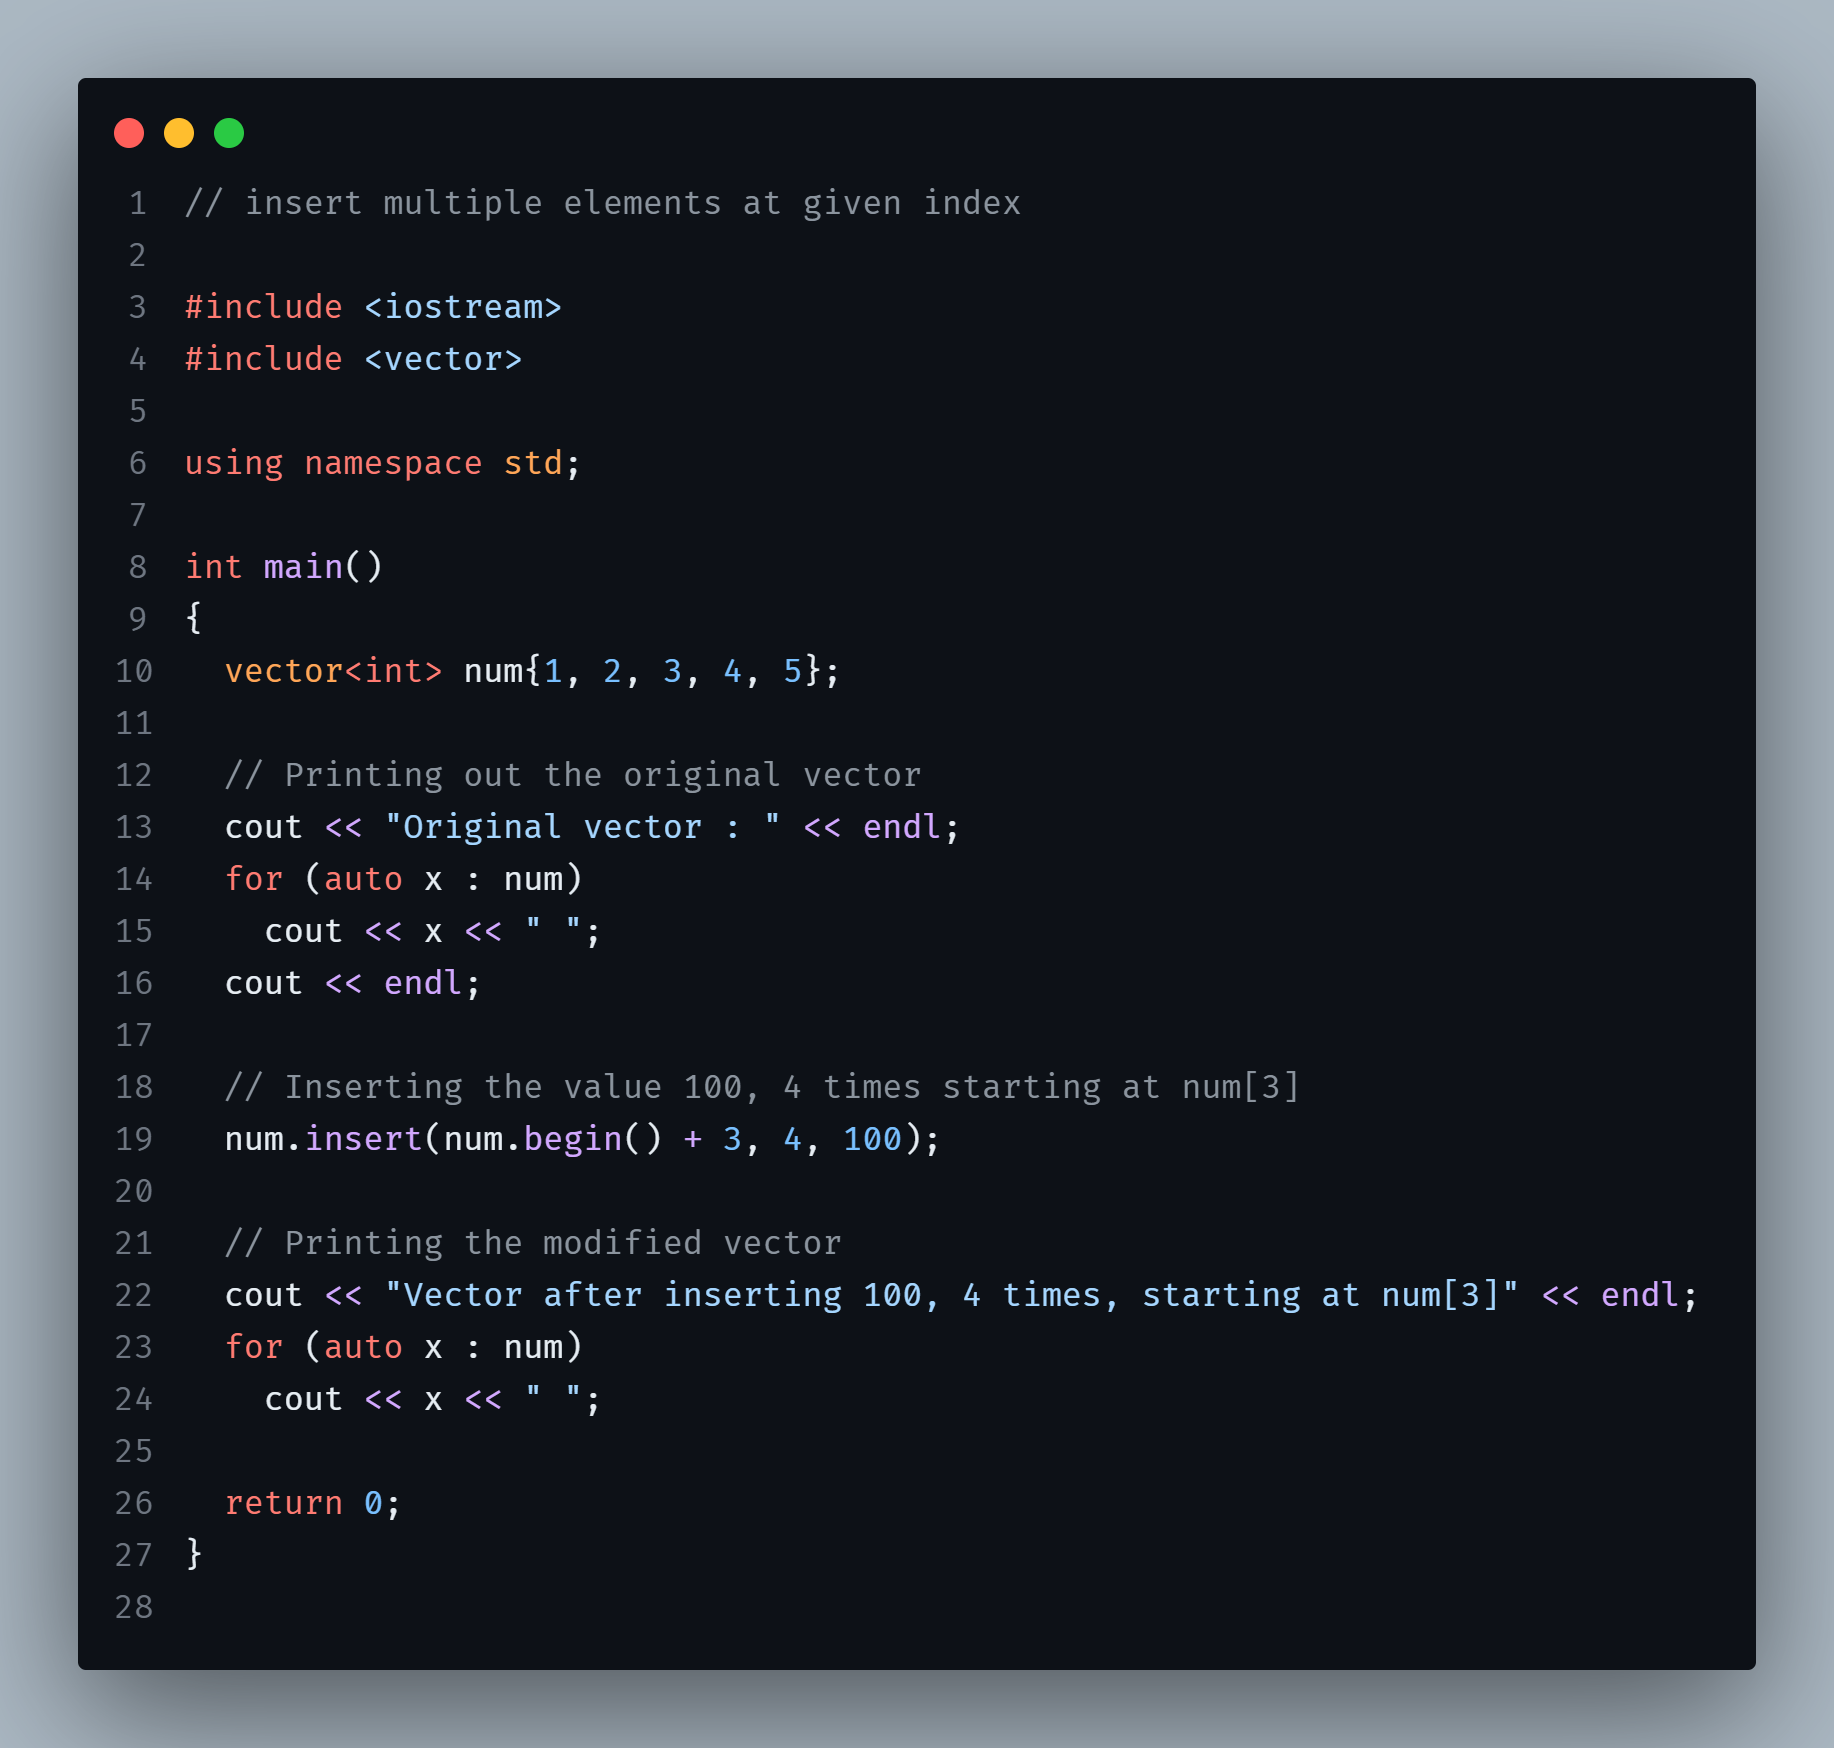 1 // insert multiple elements at given index
2
3 #include <iostream>
4 #include <vector>
5
6 using namespace std;
7
8 int main()
9 {
10   vector<int> num{1, 2, 3, 4, 5};
11
12   // Printing out the original vector
13   cout << "Original vector : " << endl;
14   for (auto x : num)
15     cout << x << " ";
16   cout << endl;
17
18   // Inserting the value 100, 4 times starting at num[3]
19   num.insert(num.begin() + 3, 4, 100);
20
21   // Printing the modified vector
22   cout << "Vector after inserting 100, 4 times, starting at num[3]" << endl;
23   for (auto x : num)
24     cout << x << " ";
25
26   return 0;
27 }
28